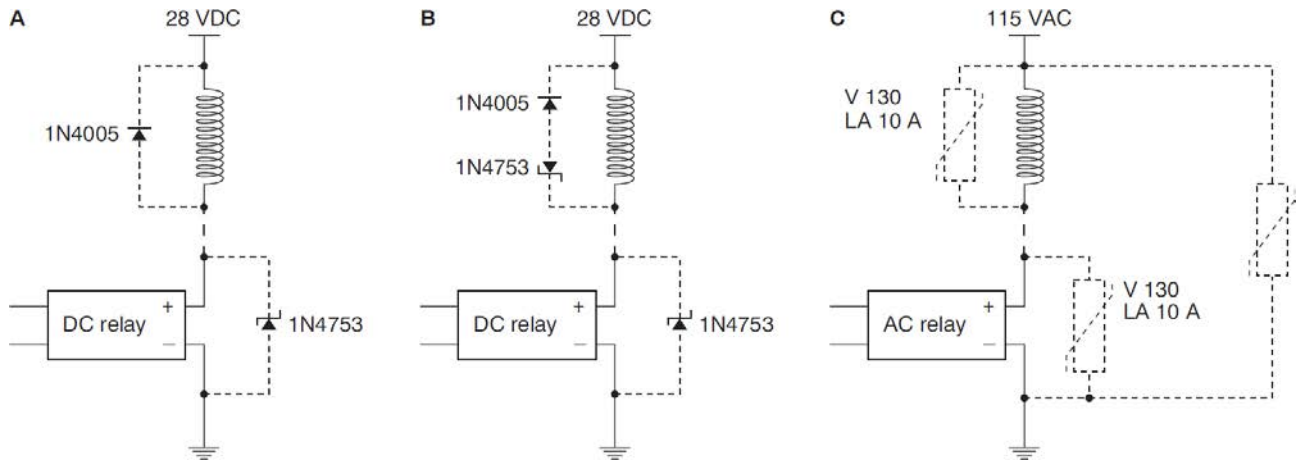 A
28 VDC
1N4005
DC relay
+
–
1N4753
B
28 VDC
1N4005
1N4753
DC relay
+
–
1N4753
C
115 VAC
V 130
LA 10 A
AC relay
+
–
V 130
LA 10 A